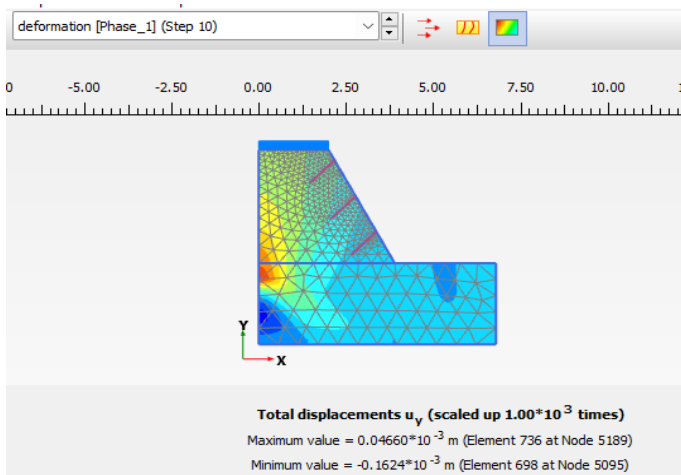 deformation [Phase_1] (Step 10)
0 -5.00 -2.50 0.00 2.50 5.00 7.50 10.00 1
Y
X
Total displacements uy (scaled up 1.00*10 3 times)
Maximum value = 0.04660*10 -3 m (Element 736 at Node 5189)
Minimum value = -0.1624*10 -3 m (Element 698 at Node 5095)